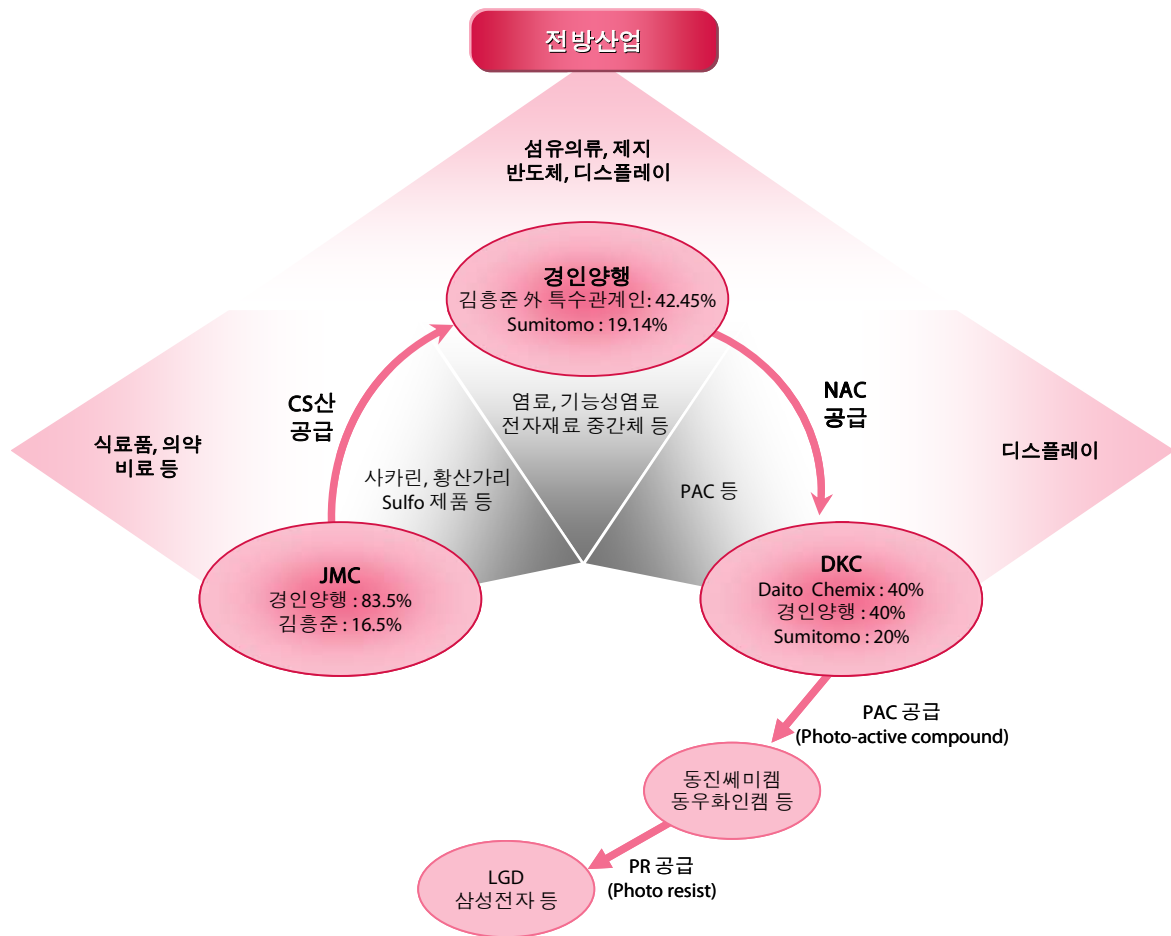 전방산업
섬유의류, 제지
반도체, 디스플레이
경인양행
김흥준 外 특수관계인: 42.45%
Sumitomo : 19.14%
CS산
공급
염료, 기능성염료
전자재료 중간체 등
NAC
공급
식료품, 의약
비료 등
디스플레이
사카린, 황산가리
Sulfo 제품 등
PAC 등
JMC
경인양행 : 83.5%
김흥준 : 16.5%
DKC
Daito Chemix : 40%
경인양행 : 40%
Sumitomo : 20%
PAC 공급
(Photo-active compound)
동진쎄미켐
동우화인켐 등
PR 공급
(Photo resist)
LGD
삼성전자 등